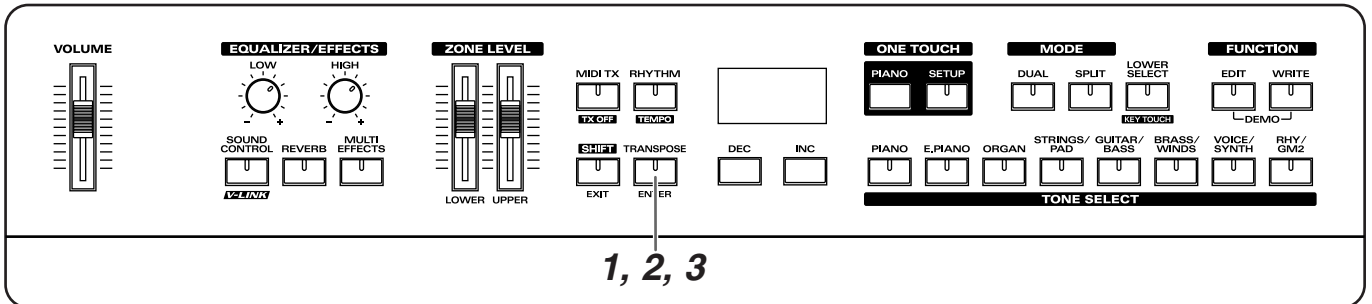 VOLUME
EQUALIZER/EFFECTS
LOW
HIGH
- +
- +
SOUND CONTROL
REVERB
MULTI EFFECTS
V-LINK
ZONE LEVEL
LOWER
UPPER
MIDI TX
RHYTHM
TX OFF
TEMPO
SHIFT
TRANSPOSE
EXIT
ENTER
DEC
INC
ONE TOUCH
PIANO
SETUP
MODE
DUAL
SPLIT
LOWER SELECT
KEY TOUCH
FUNCTION
EDIT
WRITE
DEMO
PIANO
E.PIANO
ORGAN
STRINGS/ PAD
GUITAR/ BASS
BRASS/ WINDS
VOICE/ SYNTH
RHY/ GM2
TONE SELECT
1, 2, 3